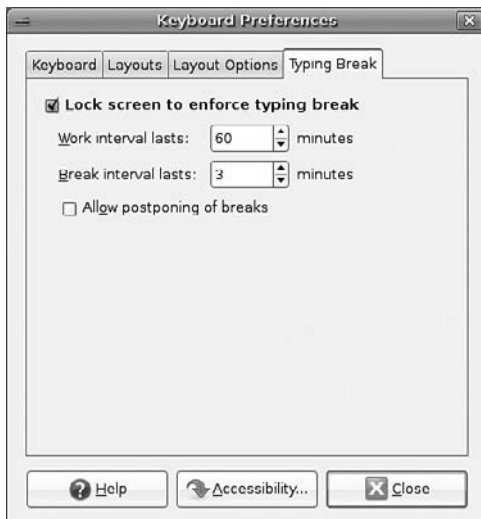 Keyboard Preferences
Keyboard Layouts Layout Options Typing Break
Lock screen to enforce typing break
Work interval lasts: 60 minutes
Break interval lasts: 3 minutes
Allow postponing of breaks
Help Accessibility... Close